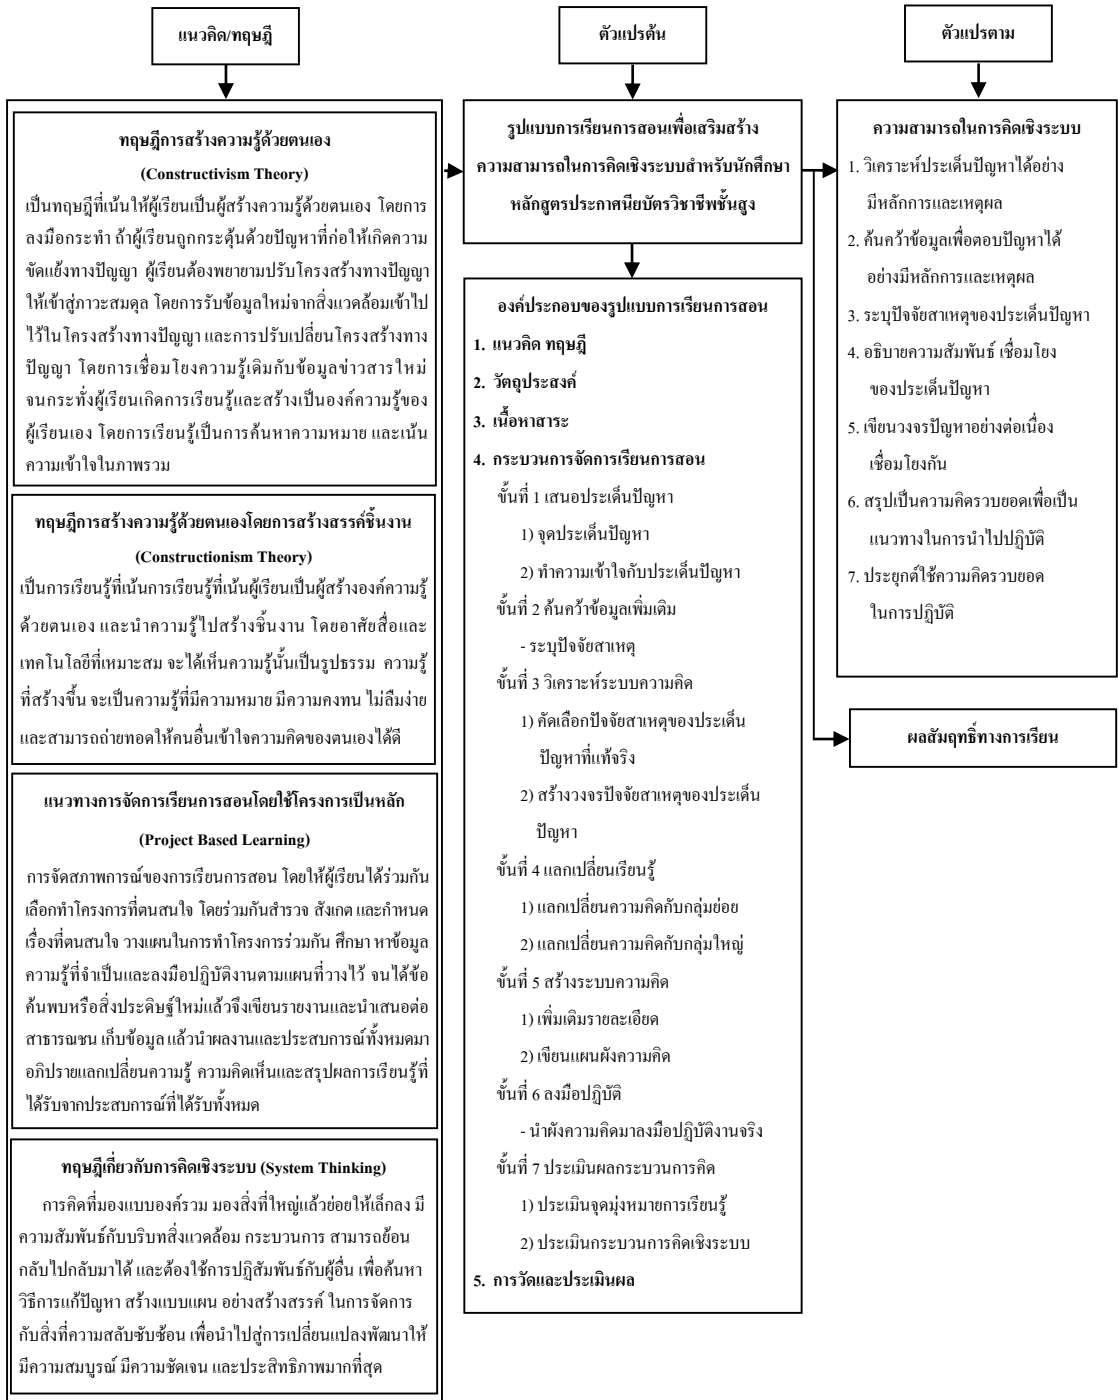 แนวคิด/ทฤษฎี
ทฤษฎีการสร้างความรู้ด้วยตนเอง
(Constructivism Theory)
เป็นทฤษฎีที่เน้นให้ผู้เรียนเป็นผู้สร้างความรู้ด้วยตนเอง โดยการ
ลงมือกระทำ ถ้าผู้เรียนถูกกระตุ้นด้วยปัญหาที่ก่อให้เกิดความ
ขัดแย้งทางปัญญา ผู้เรียนต้องพยายามปรับโครงสร้างทางปัญญา
ให้เข้าสู่ภาวะสมดุล โดยการรับข้อมูลใหม่จากสิ่งแวดล้อมเข้าไป
ไว้ในโครงสร้างทางปัญญา และการปรับเปลี่ยนโครงสร้างทาง
ปัญญา โดยการเชื่อมโยงความรู้เดิมกับข้อมูลข่าวสารใหม่
จนกระทั่งผู้เรียนเกิดการเรียนรู้และสร้างเป็นองค์ความรู้ของ
ผู้เรียนเอง โดยการเรียนรู้เป็นการค้นหาความหมาย และเน้น
ความเข้าใจในภาพรวม
ทฤษฎีการสร้างความรู้ด้วยตนเองโดยการสร้างสรรค์ชิ้นงาน
(Constructionism Theory)
เป็นการเรียนรู้ที่เน้นการเรียนรู้ที่เน้นผู้เรียนเป็นผู้สร้างองค์ความรู้
ด้วยตนเอง และนำความรู้ไปสร้างชิ้นงาน โดยอาศัยสื่อและ
เทคโนโลยีที่เหมาะสม จะได้เห็นความรู้นั้นเป็นรูปธรรม ความรู้
ที่สร้างขึ้น จะเป็นความรู้ที่มีความหมาย มีความคงทน ไม่ลืมง่าย
และสามารถถ่ายทอดให้คนอื่นเข้าใจความคิดของตนเองได้ดี
แนวทางการจัดการเรียนการสอนโดยใช้โครงการเป็นหลัก
(Project Based Learning)
การจัดสภาพการณ์ของการเรียนการสอน โดยให้ผู้เรียนได้ร่วมกัน
เลือกทำโครงการที่ตนสนใจ โดยร่วมกันสำรวจ สังเกต และกำหนด
เรื่องที่ตนสนใจ วางแผนในการทำโครงการร่วมกัน ศึกษา หาข้อมูล
ความรู้ที่จำเป็นและลงมือปฏิบัติงานตามแผนที่วางไว้ จนได้ข้อ
ค้นพบหรือสิ่งประดิษฐ์ใหม่แล้วจึงเขียนรายงานและนำเสนอต่อ
สาธารณชน เก็บข้อมูล แล้วนำผลงานและประสบการณ์ทั้งหมดมา
อภิปรายแลกเปลี่ยนความรู้ ความคิดเห็นและสรุปผลการเรียนรู้ที่
ได้รับจากประสบการณ์ที่ได้รับทั้งหมด
ทฤษฎีเกี่ยวกับการคิดเชิงระบบ (System Thinking)
การคิดที่มองแบบองค์รวม มองสิ่งที่ใหญ่แล้วย่อยให้เล็กลง มี
ความสัมพันธ์กับบริบทสิ่งแวดล้อม กระบวนการ สามารถย้อน
กลับไปกลับมาได้ และต้องใช้การปฏิสัมพันธ์กับผู้อื่น เพื่อค้นหา
วิธีการแก้ปัญหา สร้างแบบแผน อย่างสร้างสรรค์ ในการจัดการ
กับสิ่งที่ความสลับซับซ้อน เพื่อนำไปสู่การเปลี่ยนแปลงพัฒนาให้
มีความสมบูรณ์ มีความชัดเจน และประสิทธิภาพมากที่สุด
ตัวแปรต้น
รูปแบบการเรียนการสอนเพื่อเสริมสร้าง
ความสามารถในการคิดเชิงระบบสำหรับนักศึกษา
หลักสูตรประกาศนียบัตรวิชาชีพชั้นสูง
องค์ประกอบของรูปแบบการเรียนการสอน
1. แนวคิด ทฤษฎี
2. วัตถุประสงค์
3. เนื้อหาสาระ
4. กระบวนการจัดการเรียนการสอน
ขั้นที่ 1 เสนอประเด็นปัญหา
1) จุดประเด็นปัญหา
2) ทำความเข้าใจกับประเด็นปัญหา
ขั้นที่ 2 ค้นคว้าข้อมูลเพิ่มเติม
- ระบุปัจจัยสาเหตุ
ขั้นที่ 3 วิเคราะห์ระบบความคิด
1) คัดเลือกปัจจัยสาเหตุของประเด็น
ปัญหาที่แท้จริง
2) สร้างวงจรปัจจัยสาเหตุของประเด็น
ปัญหา
ขั้นที่ 4 แลกเปลี่ยนเรียนรู้
1) แลกเปลี่ยนความคิดกับกลุ่มย่อย
2) แลกเปลี่ยนความคิดกับกลุ่มใหญ่
ขั้นที่ 5 สร้างระบบความคิด
1) เพิ่มเติมรายละเอียด
2) เขียนแผนผังความคิด
ขั้นที่ 6 ลงมือปฏิบัติ
- นำผังความคิดมาลงมือปฏิบัติงานจริง
ขั้นที่ 7 ประเมินผลกระบวนการคิด
1) ประเมินจุดมุ่งหมายการเรียนรู้
2) ประเมินกระบวนการคิดเชิงระบบ
5. การวัดและประเมินผล
ตัวแปรตาม
ความสามารถในการคิดเชิงระบบ
1. วิเคราะห์ประเด็นปัญหาได้อย่าง
มีหลักการและเหตุผล
2. ค้นคว้าข้อมูลเพื่อตอบปัญหาได้
อย่างมีหลักการและเหตุผล
3. ระบุปัจจัยสาเหตุของประเด็นปัญหา
4. อธิบายความสัมพันธ์ เชื่อมโยง
ของประเด็นปัญหา
5. เขียนวงจรปัญหาอย่างต่อเนื่อง
เชื่อมโยงกัน
6. สรุปเป็นความคิดรวบยอดเพื่อเป็น
แนวทางในการนำไปปฏิบัติ
7. ประยุกต์ใช้ความคิดรวบยอด
ในการปฏิบัติ
ผลสัมฤทธิ์ทางการเรียน